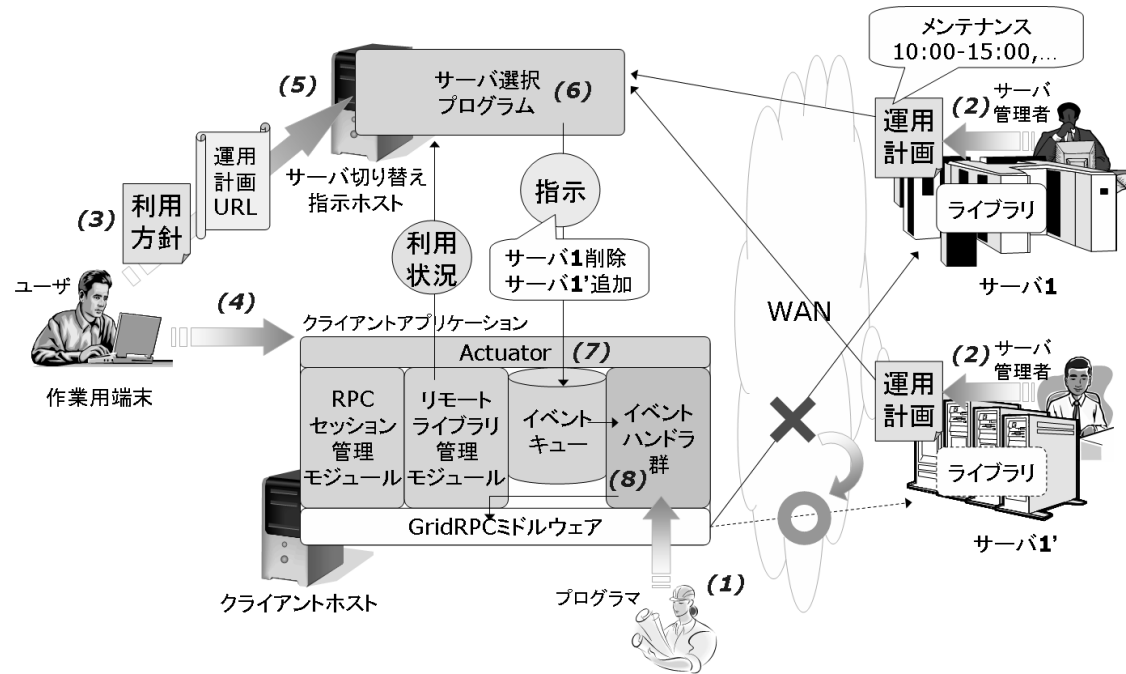 メンテナンス
10:00-15:00,...
(5)
サーバ選択
プログラム
(6)
運用
計画
(2)
サーバ
管理者
ライブラリ
サーバ1
(3)
利用
方針
運用
計画
URL
サーバ切り替え
指示ホスト
指示
利用
状況
サーバ1削除
サーバ1'追加
WAN
ユーザ
作業用端末
(4)
クライアントアプリケーション
Actuator
(7)
RPC
セッション
管理
モジュール
リモート
ライブラリ
管理
モジュール
イベント
キュー
イベント
ハンドラ
群
(8)
GridRPCミドルウェア
クライアントホスト
プログラマ
(1)
運用
計画
(2)
サーバ
管理者
ライブラリ
サーバ1'